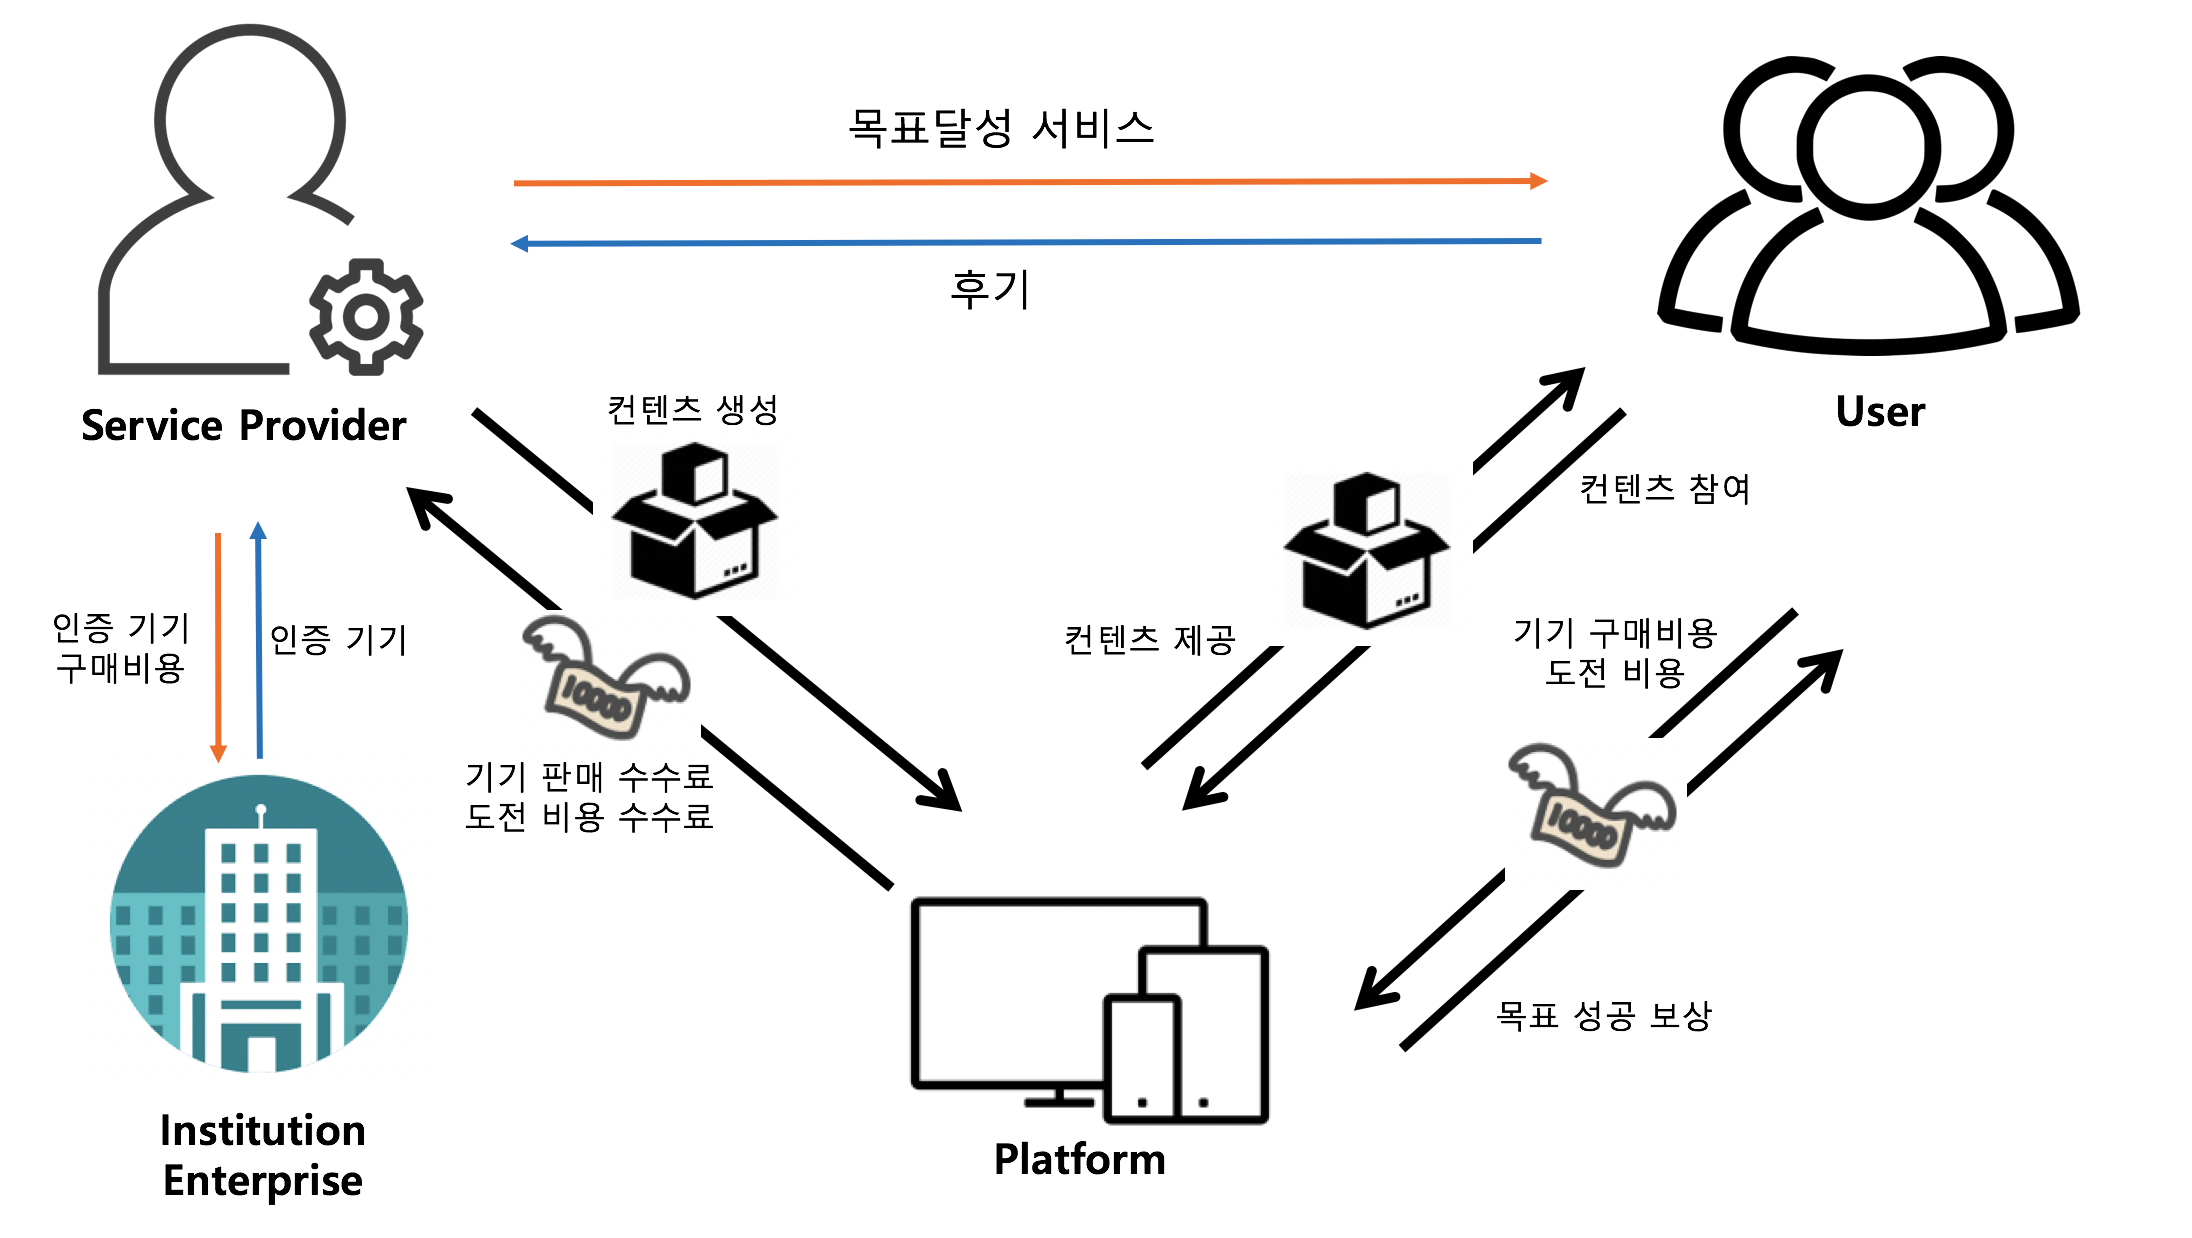 목표달성 서비스
후기
Service Provider
User
컨텐츠 생성
컨텐츠 참여
인증 기기
구매비용
인증 기기
컨텐츠 제공
기기 구매비용
도전 비용
10000
기기 판매 수수료
도전 비용 수수료
10000
목표 성공 보상
Institution
Enterprise
Platform